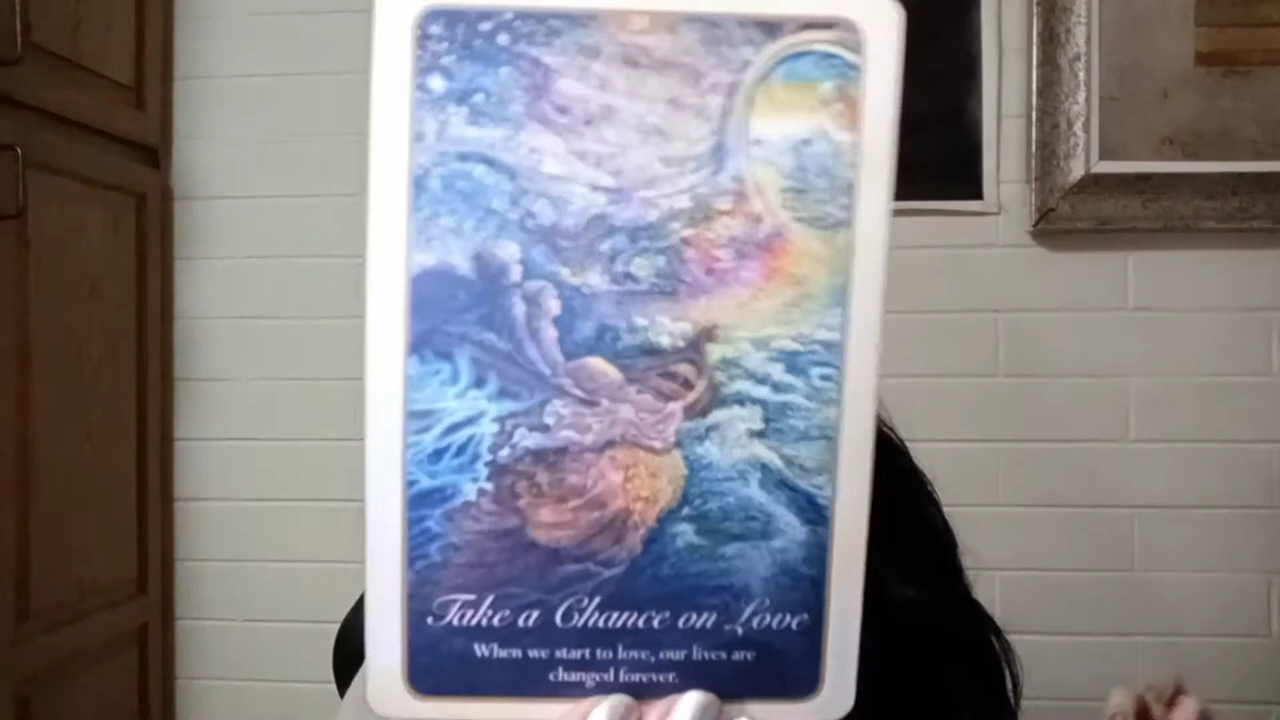 Take a Chance on Love
When we start to love, our lives are
changed forever.